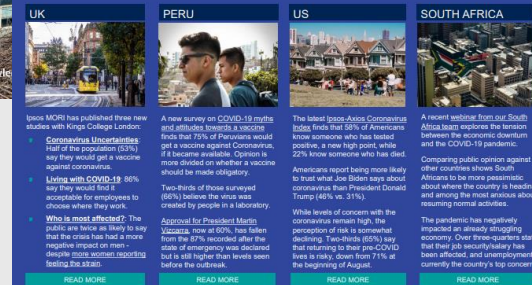 UK
Ipsos MORI has published three new
studies with Kings College London:
Coronavirus Uncertainties:
Half of the population (53%)
say they would get a vaccine
against coronavirus.
Living with COVID-19: 86%
say they would find it
acceptable for employees to
choose where they work.
Who is most affected?: The
public are twice as likely to say
that the crisis has had a more
negative impact on men -
despite more women reporting
feeling the strain.
READ MORE
PERU
A new survey on COVID-19 myths
and attitudes towards a vaccine
finds that 75% of Peruvians would
get a vaccine against Coronavirus,
if it became available. Opinion is
more divided on whether a vaccine
should be made obligatory.
Two-thirds of those surveyed
(66%) believe the virus was
created by people in a laboratory.
Approval for President Martin
Vizcarra, now at 60%, has fallen
from the 87% recorded after the
state of emergency was declared
but is still higher than levels seen
before the outbreak.
READ MORE
US
The latest Ipsos-Axios Coronavirus
Index finds that 58% of Americans
know someone who has tested
positive, a new high point, while
22% know someone who has died.
Americans report being more likely
to trust what Joe Biden says about
coronavirus than President Donald
Trump (46% vs. 31%).
While levels of concern with the
coronavirus remain high, the
perception of risk is somewhat
declining. Two-thirds (65%) say
that returning to their pre-COVID
lives is risky, down from 71% at
the beginning of August.
READ MORE
SOUTH AFRICA
A recent webinar from our South
Africa team explores the tension
between the economic downturn
and the COVID-19 pandemic.
Comparing public opinion against
other countries shows South
Africans to be more pessimistic
about where the country is headin
and among the most anxious abou
resuming normal activities.
The pandemic has negatively
impacted an already struggling
economy. Over three-quarters stat
that their job security/salary has
been affected, and unemployment
currently the country's top concern
READ MORE